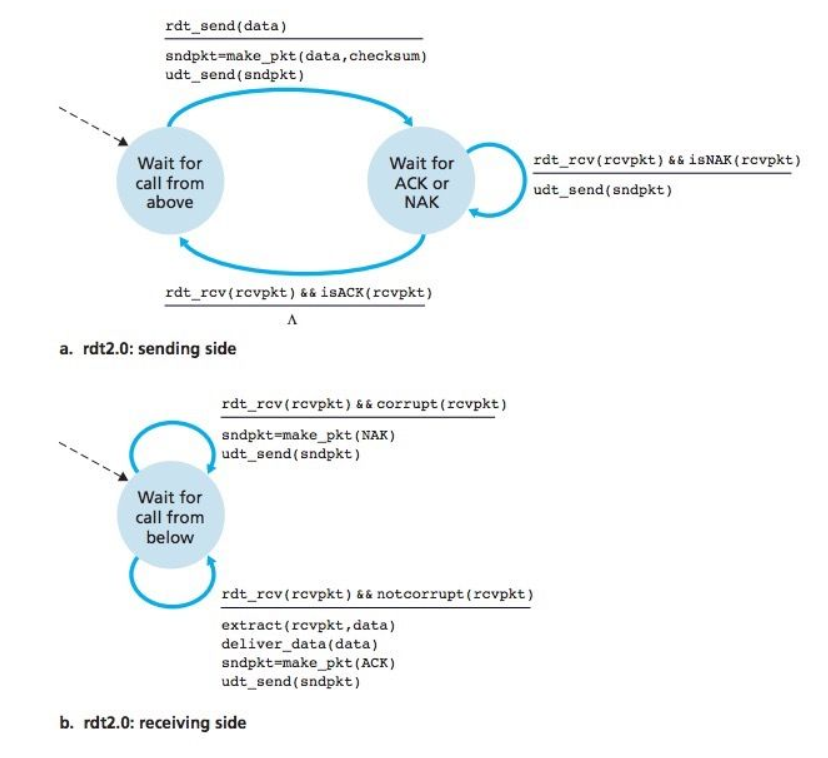 rdt_send(data)
sndpkt=make_pkt(data,checksum)
udt_send(sndpkt)
Wait for
call from
above
Wait for
ACK or
NAK
rdt_rcv(rcvpkt) && isNAK(rcvpkt)
udt_send(sndpkt)
rdt_rcv(rcvpkt) && isACK(rcvpkt)
Λ
a. rdt2.0: sending side
rdt_rcv(rcvpkt) && corrupt(rcvpkt)
sndpkt=make_pkt(NAK)
udt_send(sndpkt)
Wait for
call from
below
rdt_rcv(rcvpkt) && notcorrupt(rcvpkt)
extract(rcvpkt,data)
deliver_data(data)
sndpkt=make_pkt(ACK)
udt_send(sndpkt)
b. rdt2.0: receiving side